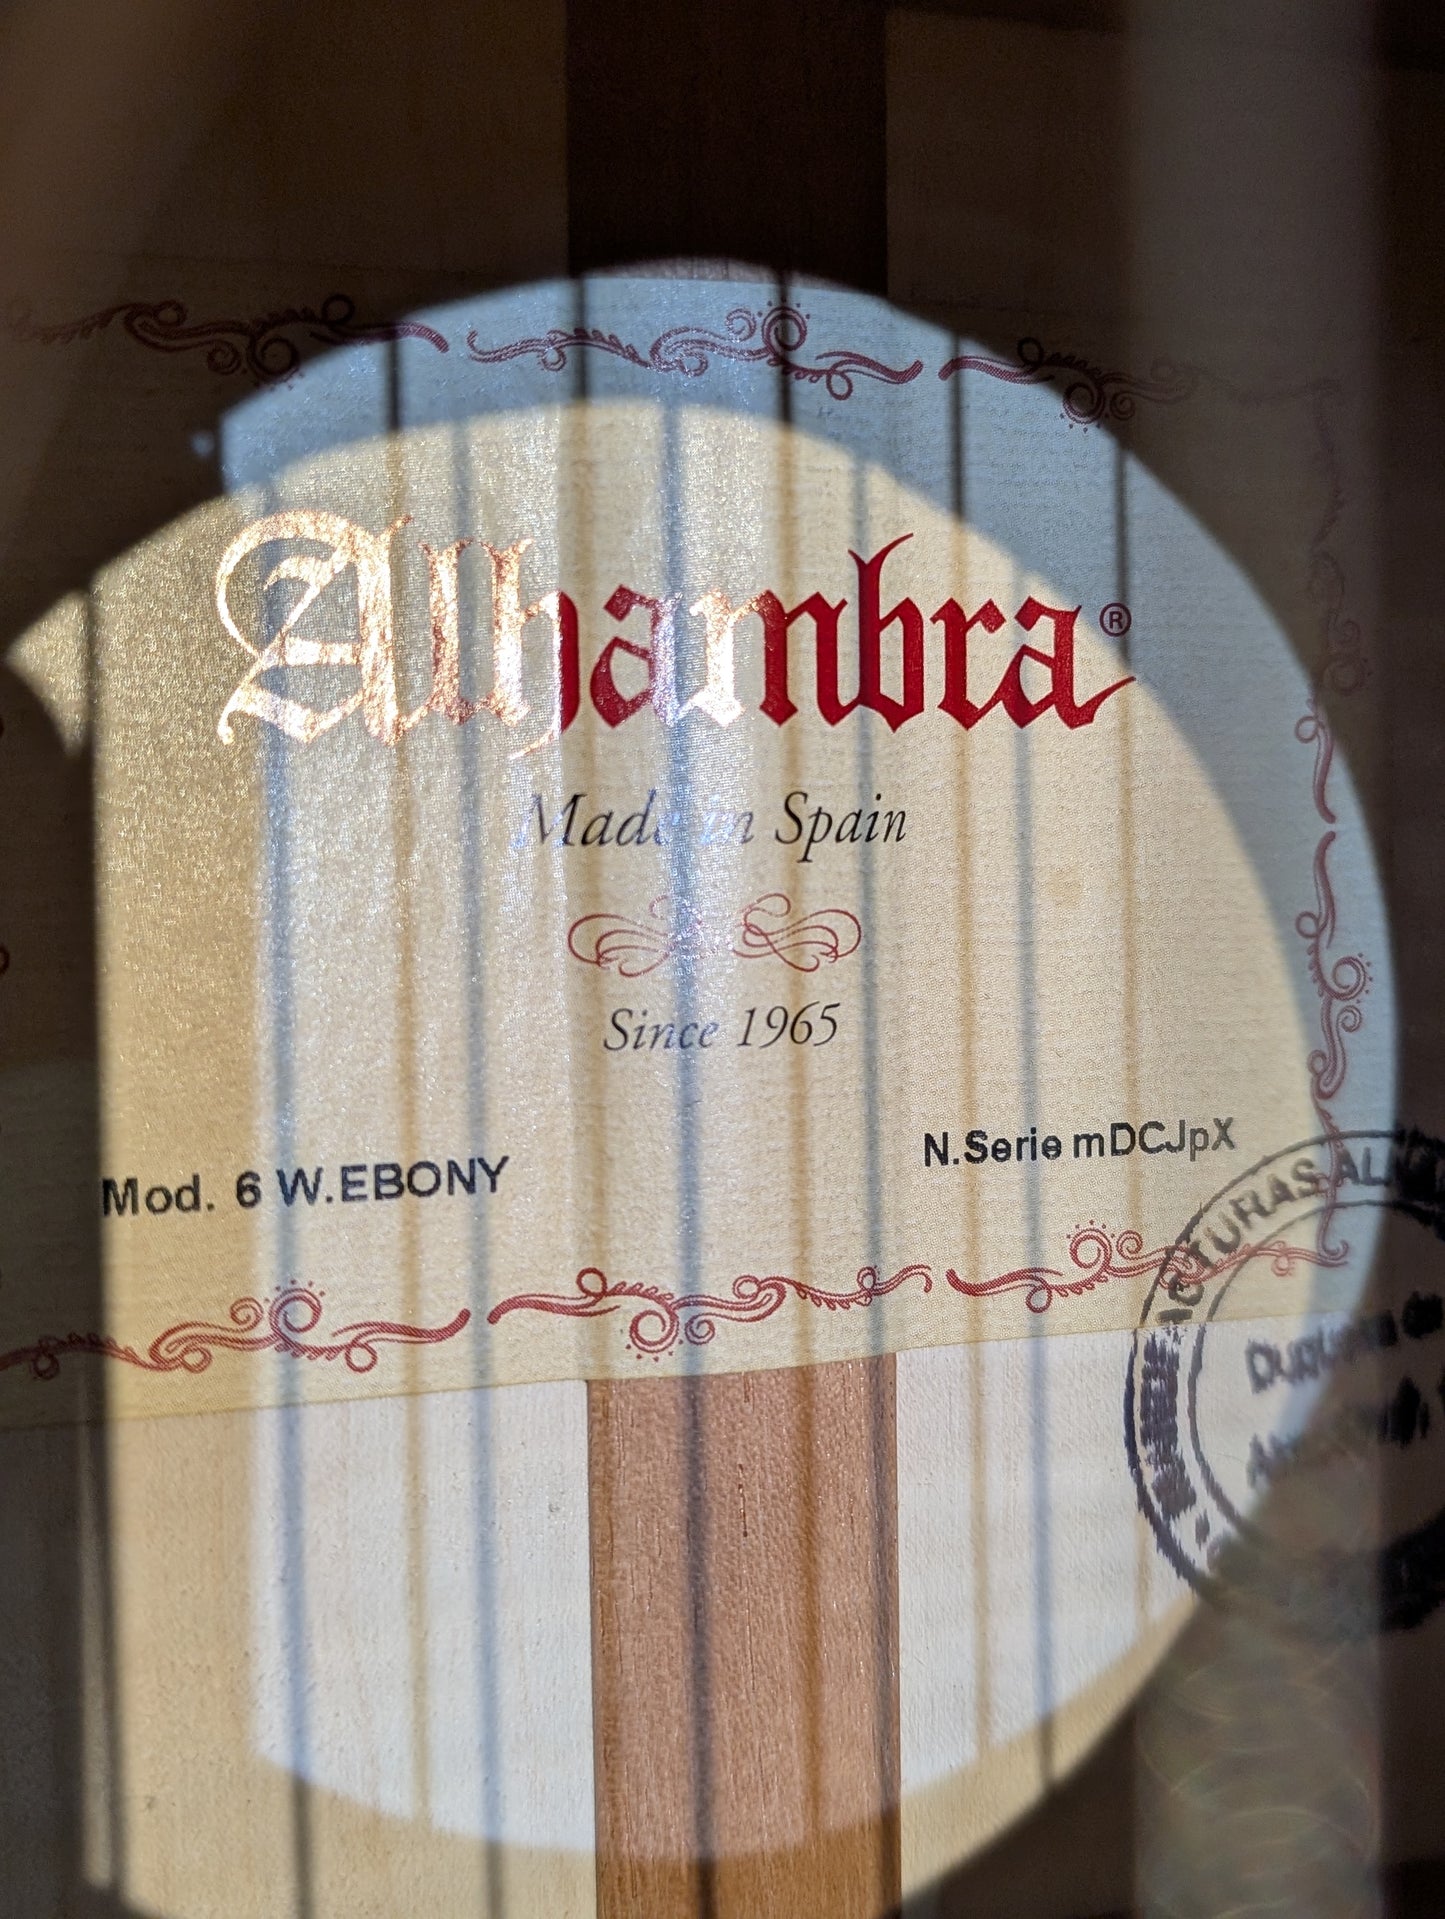 Alhambra®
Made in Spain
Since 1965
N.Serie mDCJpX
Mod. 6 W.EBONY